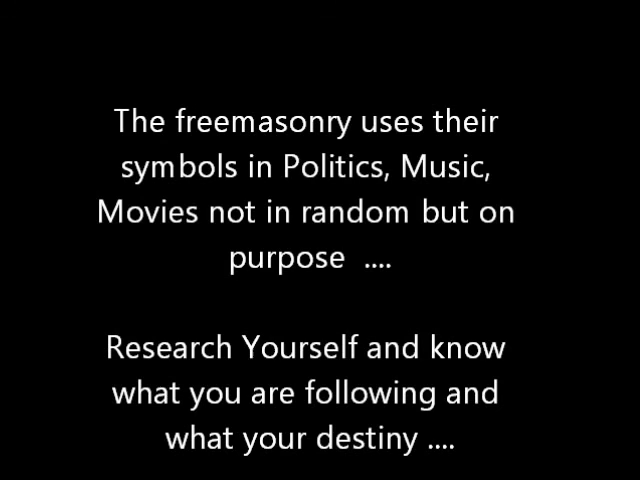 The freemasonry uses their
symbols in Politics, Music,
Movies not in random but on
purpose  ....
Research Yourself and know
what you are following and
what your destiny ....